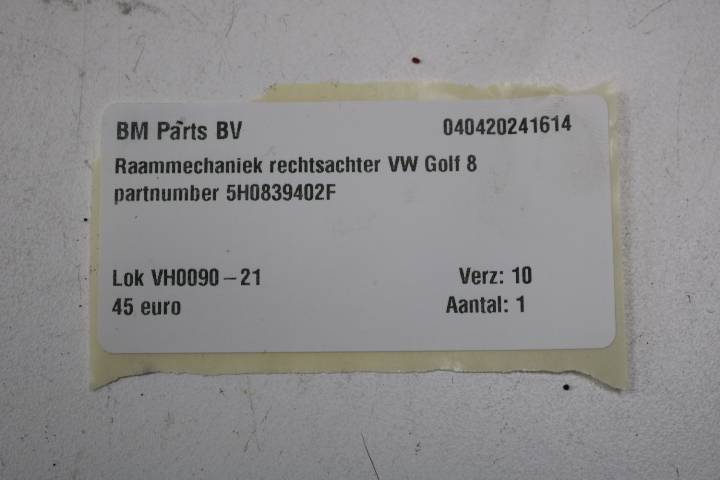 BM Parts BV 040420241614
Raammechaniek rechtsachter VW Golf 8
partnumber 5H0839402F
Lok VH0090-21 Verz: 10
45 euro Aantal: 1